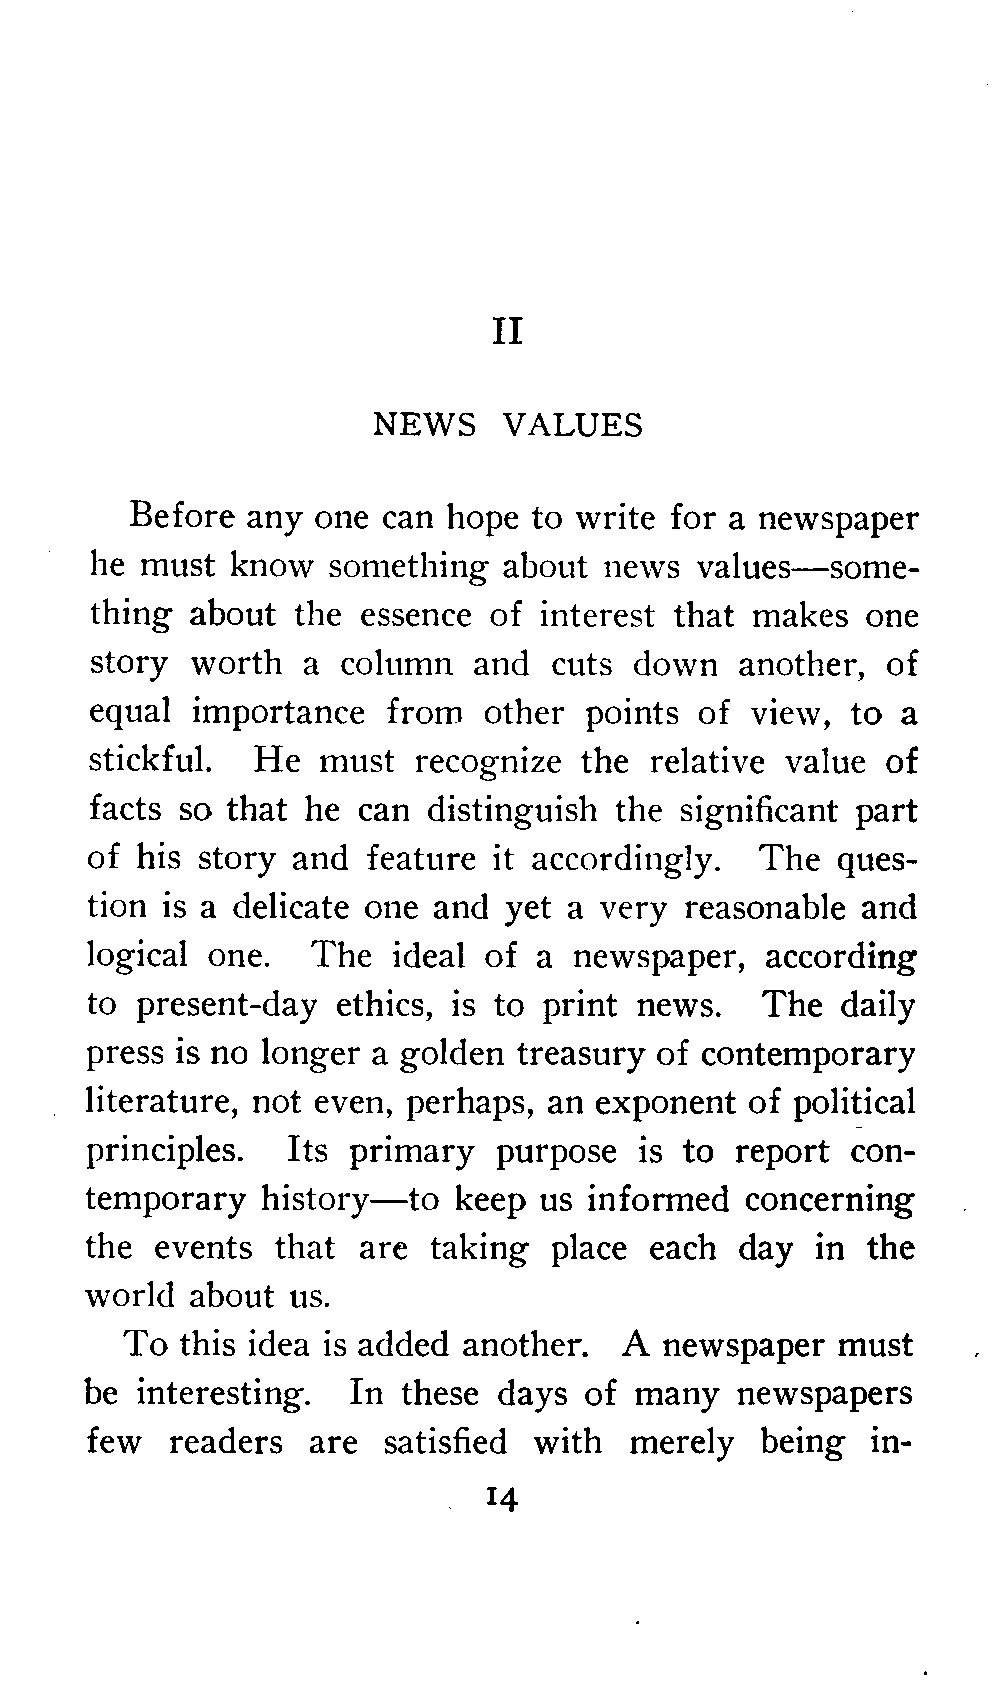 II
NEWS VALUES
Before any one can hope to write for a newspaper
he must know something about news values—some-
thing about the essence of interest that makes one
story worth a column and cuts down another, of
equal importance from other points of view, to a
stickful. He must recognize the relative value of
facts so that he can distinguish the significant part
of his story and feature it accordingly. The ques-
tion is a delicate one and yet a very reasonable and
logical one. The ideal of a newspaper, according
to present-day ethics, is to print news. The daily
press is no longer a golden treasury of contemporary
literature, not even, perhaps, an exponent of political
principles. Its primary purpose is to report con-
temporary history—to keep us informed concerning
the events that are taking place each day in the
world about us.
To this idea is added another. A newspaper must
be interesting. In these days of many newspapers
few readers are satisfied with merely being in-
14